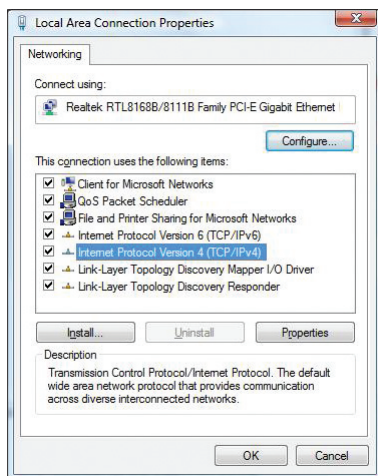 Local Area Connection Properties
Networking
Connect using:
Realtek RTL8168B/8111B Family PCI-E Gigabit Ethernet
Configure...
This connection uses the following items:
Client for Microsoft Networks
QoS Packet Scheduler
File and Printer Sharing for Microsoft Networks
Internet Protocol Version 6 (TCP/IPv6)
Internet Protocol Version 4 (TCP/IPv4)
Link-Layer Topology Discovery Mapper I/O Driver
Link-Layer Topology Discovery Responder
Install... Uninstall Properties
Description
Transmission Control Protocol/Internet Protocol. The default
wide area network protocol that provides communication
across diverse interconnected networks.
OK Cancel